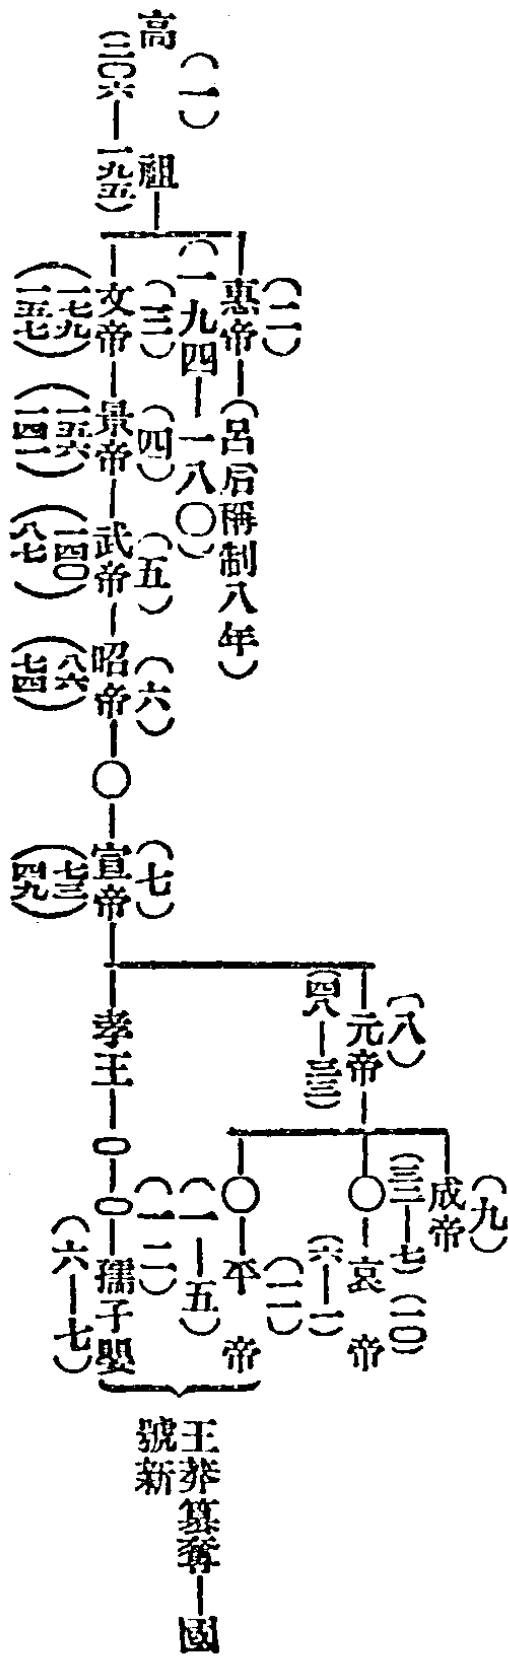 （一）
高祖
（二〇六—一九五）
（二）
惠帝—（呂后稱制八年）
（一九四—一八〇）
（三）
文帝
（一七九
一五七）
（四）
景帝
（一五六
一四一）
（五）
武帝
（一四〇
八七）
（六）
昭帝
（八六
七四）
〇
（七）
宣帝
（七三
四九）
（八）
元帝
（四八—三三）
（九）
成帝
（三二—七）
（一〇）
〇哀帝
（六—一）
（一一）
〇平帝
（一—五）
孝王—〇—〇
（一二）
孺子嬰
（六—七）
王莽篡奪—國
號新